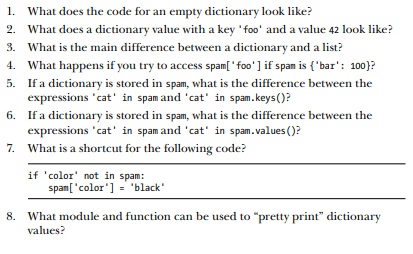 1. What does the code for an empty dictionary look like?
2. What does a dictionary value with a key 'foo' and a value 42 look like?
3. What is the main difference between a dictionary and a list?
4. What happens if you try to access spam['foo'] if spam is {'bar': 100}?
5. If a dictionary is stored in spam, what is the difference between the
expressions 'cat' in spam and 'cat' in spam.keys()?
6. If a dictionary is stored in spam, what is the difference between the
expressions 'cat' in spam and 'cat' in spam.values()?
7. What is a shortcut for the following code?
if 'color' not in spam:
spam['color'] = 'black'
8. What module and function can be used to “pretty print” dictionary
values?